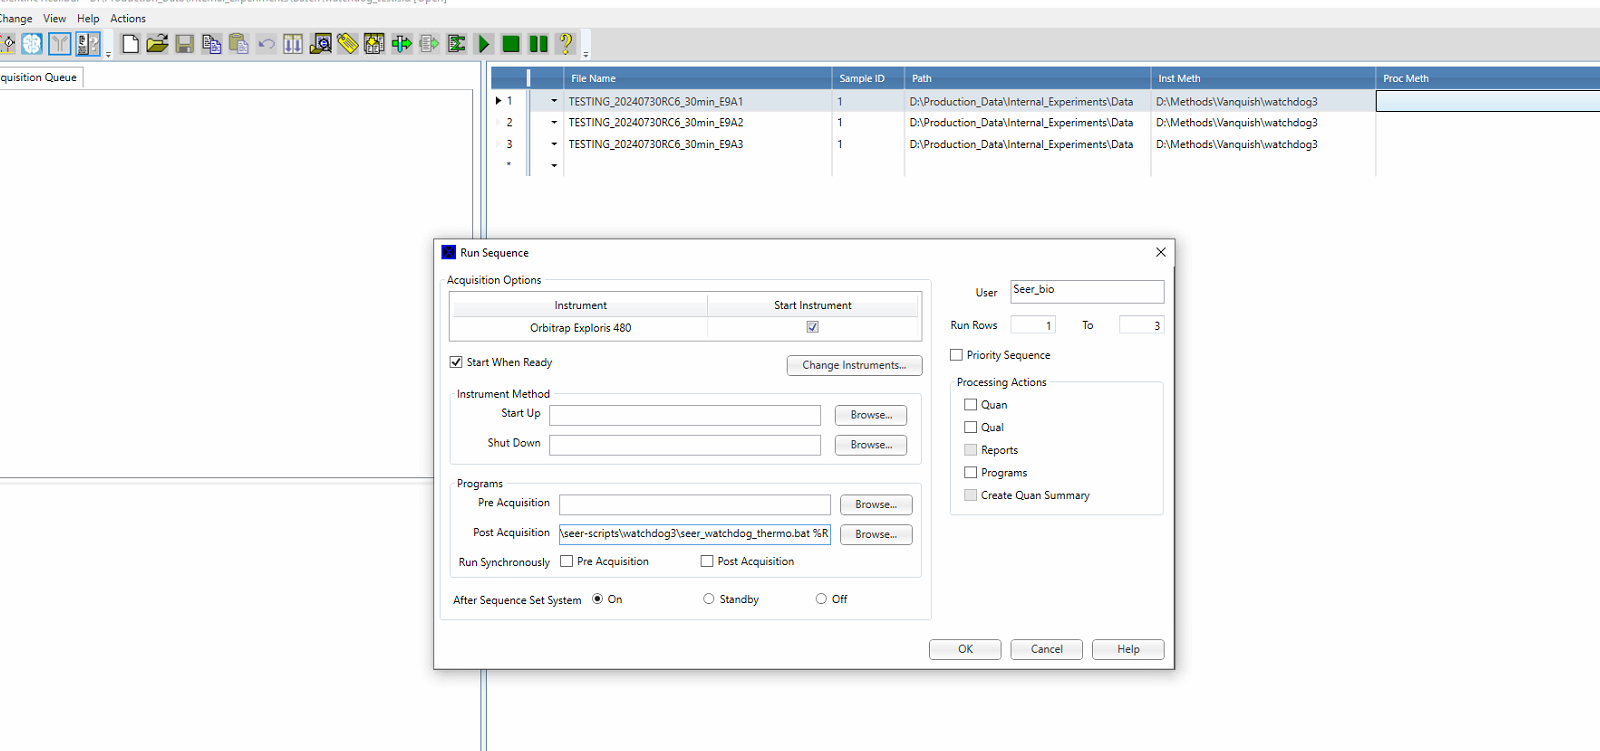 Change View Help Actions
quisition Queue
File Name Sample ID Path Inst Meth Proc Meth
1 TESTING_20240730RC6_30min_E9A1 1 D:\Production_Data\Internal_Experiments\Data D:\Methods\Vanquish\watchdog3
2 TESTING_20240730RC6_30min_E9A2 1 D:\Production_Data\Internal_Experiments\Data D:\Methods\Vanquish\watchdog3
3 TESTING_20240730RC6_30min_E9A3 1 D:\Production_Data\Internal_Experiments\Data D:\Methods\Vanquish\watchdog3
*
Run Sequence
Acquisition Options
Instrument Start Instrument
Orbitrap Exploris 480
Start When Ready
Change Instruments...
Instrument Method
Start Up Browse...
Shut Down Browse...
Programs
Pre Acquisition Browse...
Post Acquisition \seer-scripts\watchdog3\seer_watchdog_thermo.bat %R Browse...
Run Synchronously Pre Acquisition Post Acquisition
After Sequence Set System On Standby Off
User Seer_bio
Run Rows 1 To 3
Priority Sequence
Processing Actions
Quan
Qual
Reports
Programs
Create Quan Summary
OK Cancel Help